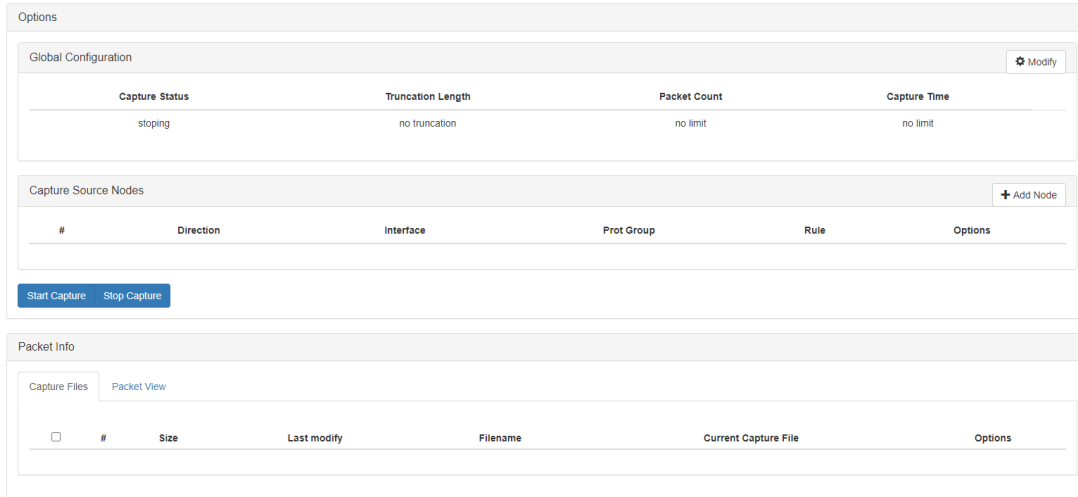 Options
Global Configuration
Modify
Capture Status Truncation Length Packet Count Capture Time
stoping no truncation no limit no limit
Capture Source Nodes
Add Node
# Direction Interface Prot Group Rule Options
Start Capture Stop Capture
Packet Info
Capture Files Packet View
# Size Last modify Filename Current Capture File Options